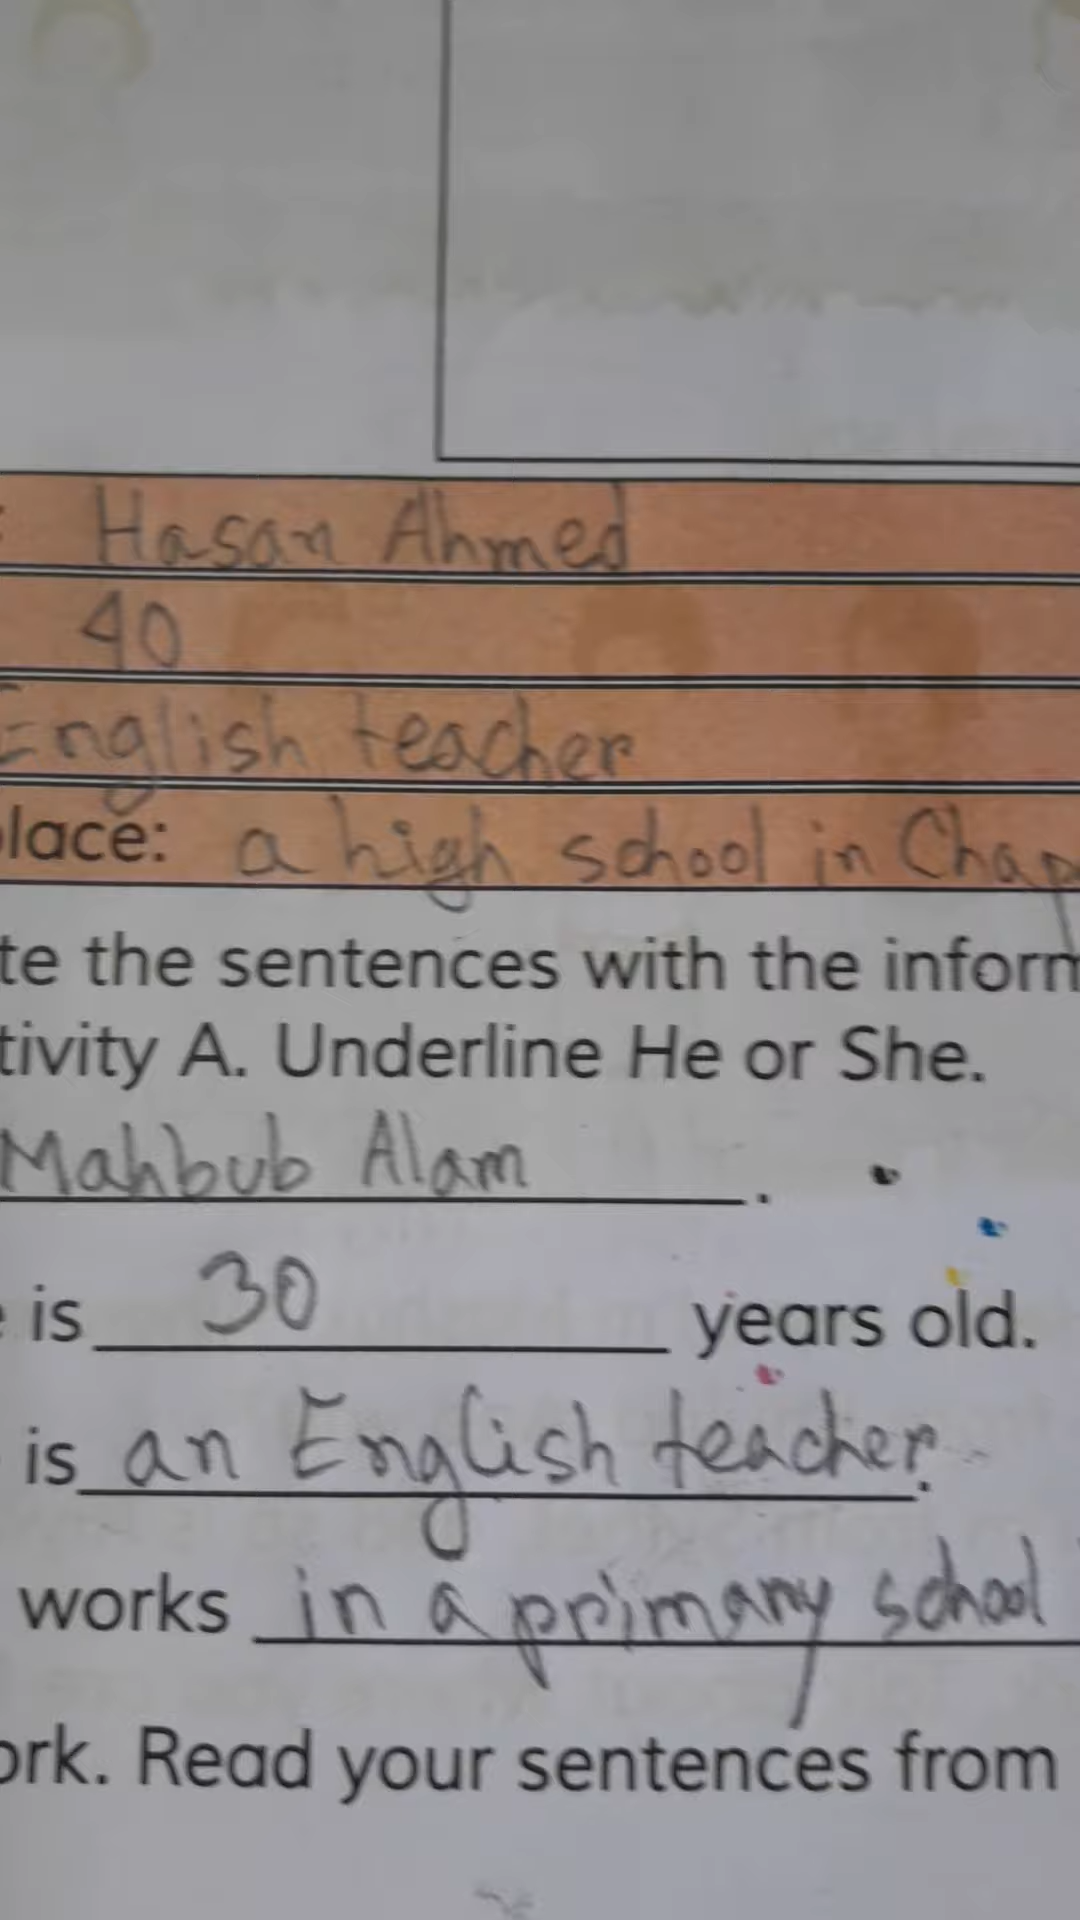 Hasan Ahmed
40
English teacher
lace: a high school in Chap
te the sentences with the inform
tivity A. Underline He or She.
Mahbub Alam .
is 30 years old.
is an English teacher.
works in a primary school
ork. Read your sentences from